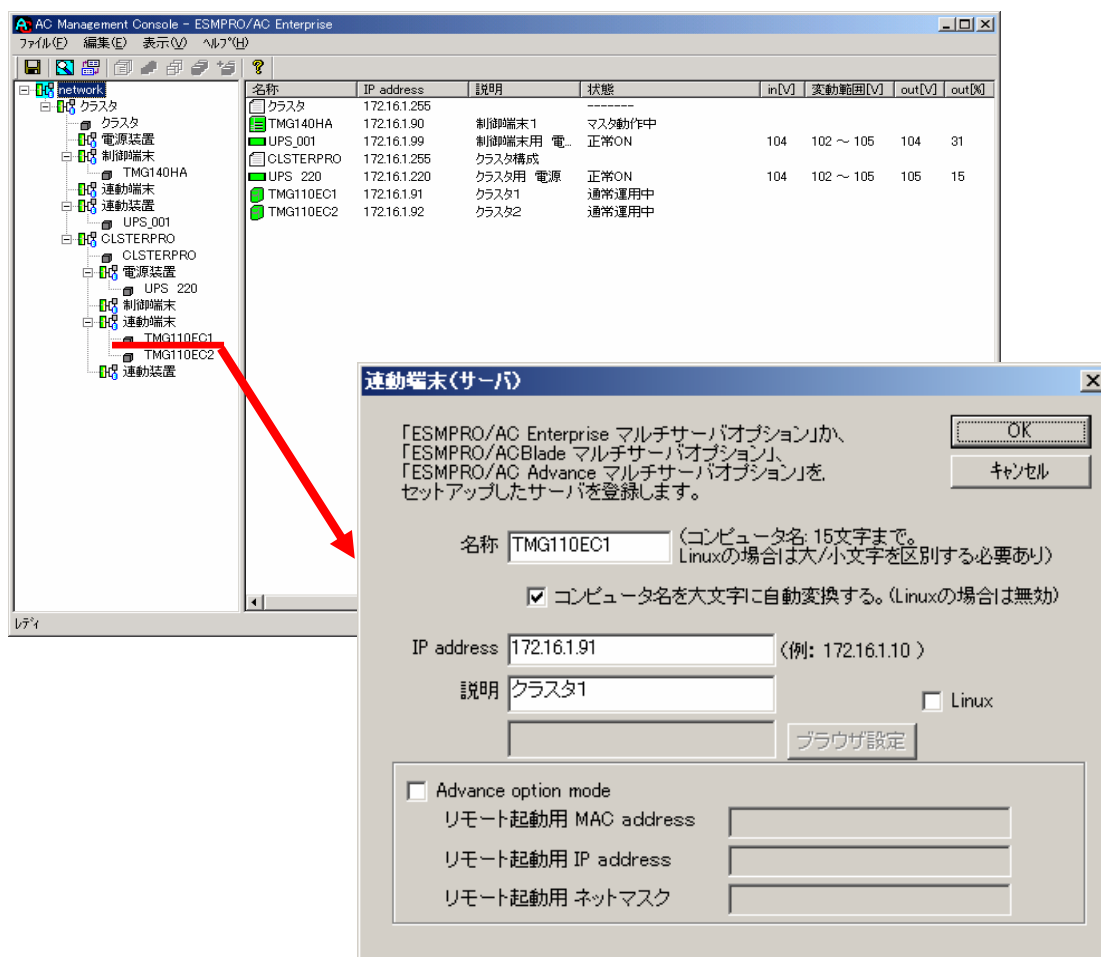 AC Management Console - ESMPRO/AC Enterprise
ファイル(F) 編集(E) 表示(V) ヘルプ(H)
network
クラスタ
クラスタ
電源装置
制御端末
TMG140HA
連動端末
連動装置
UPS_001
CLSTERPRO
CLSTERPRO
電源装置
UPS 220
制御端末
連動端末
TMG110EC1
TMG110EC2
連動装置
名称 IP address 説明 状態 in[V] 変動範囲[V] out[V] out[%]
クラスタ 172.16.1.255 -------
TMG140HA 172.16.1.90 制御端末1 マスタ動作中
UPS_001 172.16.1.99 制御端末用 電... 正常ON 104 102 ～ 105 104 31
CLSTERPRO 172.16.1.255 クラスタ構成
UPS 220 172.16.1.220 クラスタ用 電源 正常ON 104 102 ～ 105 105 15
TMG110EC1 172.16.1.91 クラスタ1 通常運用中
TMG110EC2 172.16.1.92 クラスタ2 通常運用中
レディ
連動端末(サーバ)
「ESMPRO/AC Enterprise マルチサーバオプション」か、
「ESMPRO/ACBlade マルチサーバオプション」、
「ESMPRO/AC Advance マルチサーバオプション」を、
セットアップしたサーバを登録します。
OK
キャンセル
名称 TMG110EC1 (コンピュータ名: 15文字まで。
Linuxの場合は大/小文字を区別する必要あり)
コンピュータ名を大文字に自動変換する。(Linuxの場合は無効)
IP address 172.16.1.91 (例: 172.16.1.10 )
説明 クラスタ1
Linux
ブラウザ設定
Advance option mode
リモート起動用 MAC address
リモート起動用 IP address
リモート起動用 ネットマスク